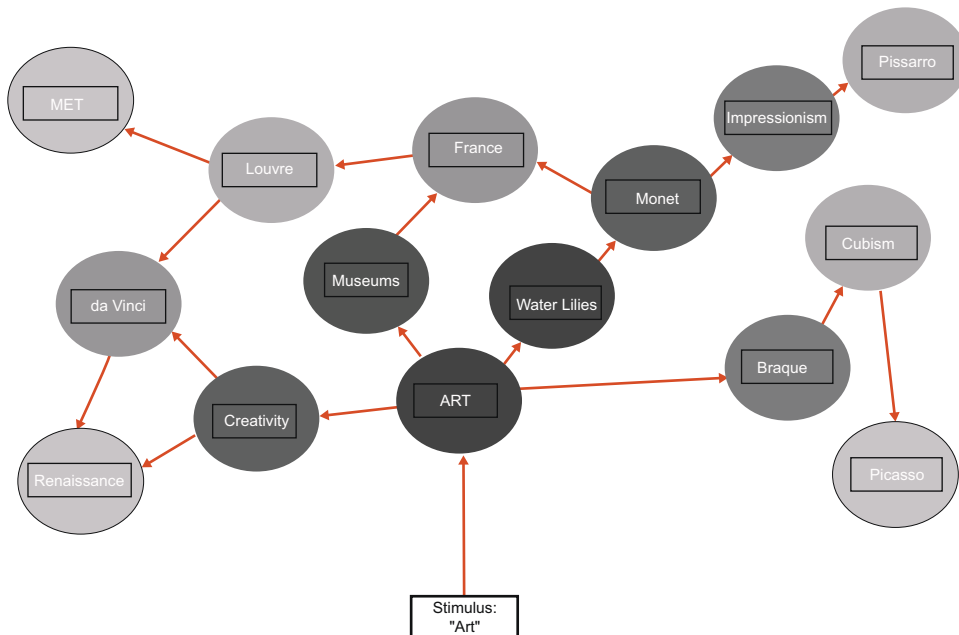 Pissarro
MET
Impressionism
France
Louvre
Monet
Cubism
Museums
da Vinci
Water Lilies
Braque
ART
Creativity
Renaissance
Picasso
Stimulus:
"Art"